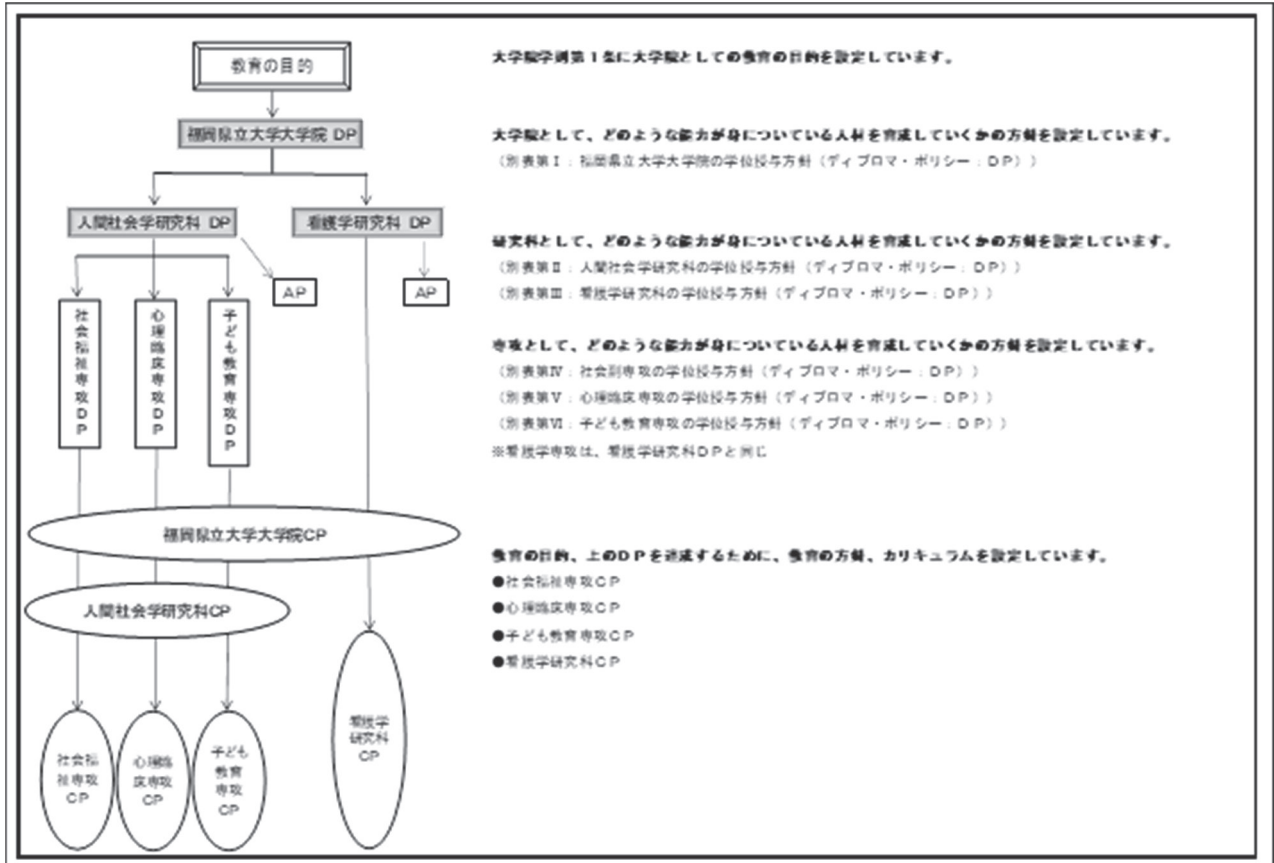 教育の目的
大学院学則第１条に大学院としての教育の目的を設定しています。
福岡県立大学大学院 DP
大学院として、どのような能力が身についている人材を育成していくかの方針を設定しています。
（別表第Ⅰ：福岡県立大学大学院の学位授与方針（ディプロマ・ポリシー：ＤＰ））
人間社会学研究科 DP
看護学研究科 DP
研究科として、どのような能力が身についている人材を育成していくかの方針を設定しています。
（別表第Ⅱ：人間社会学研究科の学位授与方針（ディプロマ・ポリシー：ＤＰ））
（別表第Ⅲ：看護学研究科の学位授与方針（ディプロマ・ポリシー：ＤＰ））
AP
AP
社会福祉専攻DP
心理臨床専攻DP
子ども教育専攻DP
専攻として、どのような能力が身についている人材を育成していくかの方針を設定しています。
（別表第Ⅳ：社会副専攻の学位授与方針（ディプロマ・ポリシー：ＤＰ））
（別表第Ⅴ：心理臨床専攻の学位授与方針（ディプロマ・ポリシー：ＤＰ））
（別表第Ⅵ：子ども教育専攻の学位授与方針（ディプロマ・ポリシー：ＤＰ））
※看護学専攻は、看護学研究科ＤＰと同じ
福岡県立大学大学院CP
教育の目的、上のＤＰを達成するために、教育の方針、カリキュラムを設定しています。
●社会福祉専攻ＣＰ
●心理臨床専攻ＣＰ
●子ども教育専攻ＣＰ
●看護学研究科ＣＰ
人間社会学研究科CP
社会福
祉専攻
CP
心理臨
床専攻
CP
子ども
教育
専攻
CP
看護学
研究科
CP